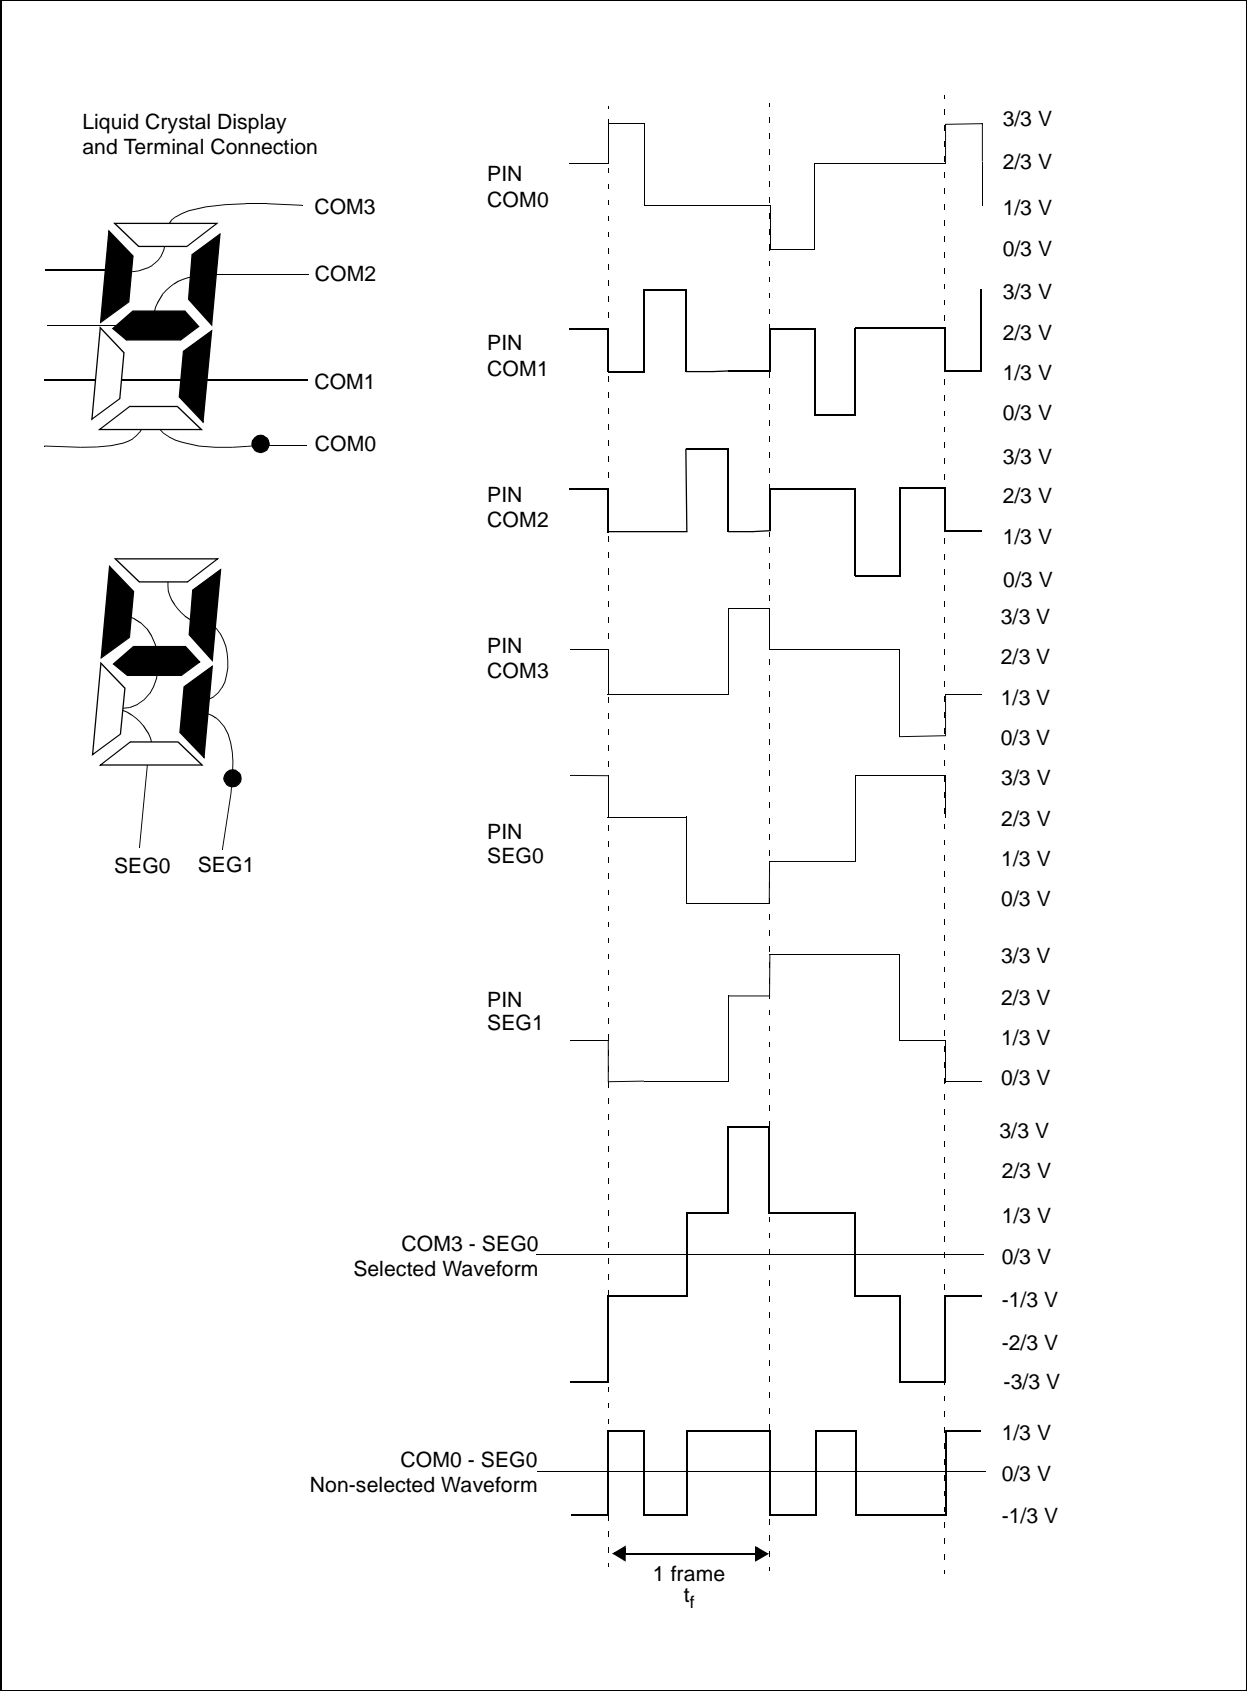 Liquid Crystal Display
and Terminal Connection
COM3
COM2
COM1
COM0
SEG0
SEG1
PIN
COM0
3/3 V
2/3 V
1/3 V
0/3 V
PIN
COM1
3/3 V
2/3 V
1/3 V
0/3 V
PIN
COM2
3/3 V
2/3 V
1/3 V
0/3 V
PIN
COM3
3/3 V
2/3 V
1/3 V
0/3 V
PIN
SEG0
3/3 V
2/3 V
1/3 V
0/3 V
PIN
SEG1
3/3 V
2/3 V
1/3 V
0/3 V
COM3 - SEG0
Selected Waveform
3/3 V
2/3 V
1/3 V
0/3 V
-1/3 V
-2/3 V
-3/3 V
COM0 - SEG0
Non-selected Waveform
1/3 V
0/3 V
-1/3 V
1 frame
tf